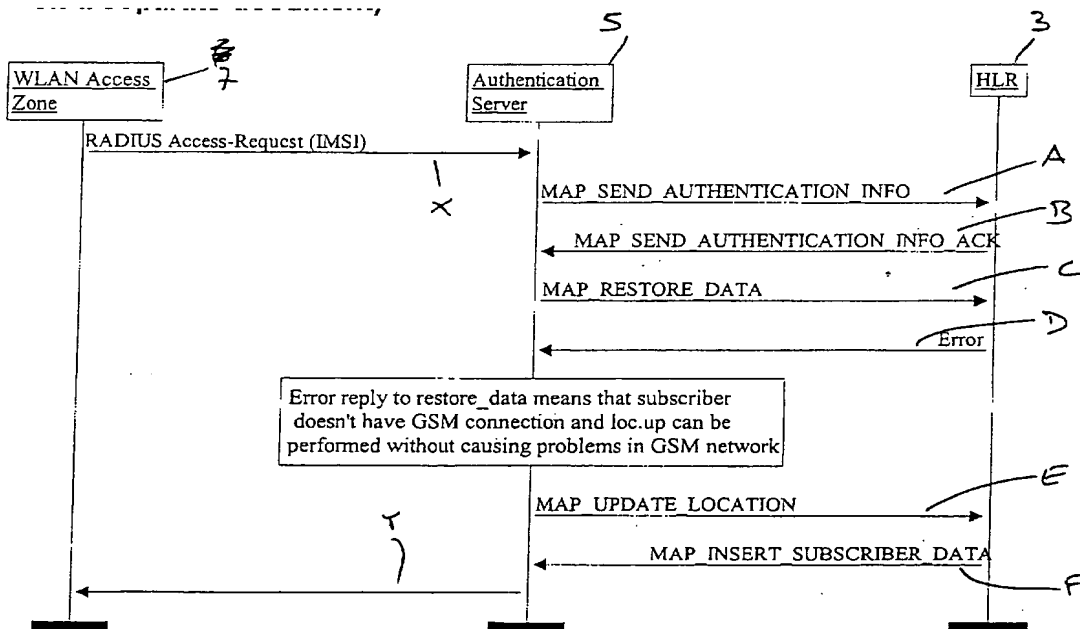 5
3
7
WLAN Access
Zone
Authentication
Server
HLR
RADIUS Access-Request (IMSI)
X
A
MAP_SEND_AUTHENTICATION_INFO
B
MAP_SEND_AUTHENTICATION_INFO_ACK
C
MAP_RESTORE_DATA
D
Error
Error reply to restore_data means that subscriber
doesn't have GSM connection and loc.up can be
performed without causing problems in GSM network
E
MAP_UPDATE_LOCATION
Y
MAP_INSERT_SUBSCRIBER_DATA
F